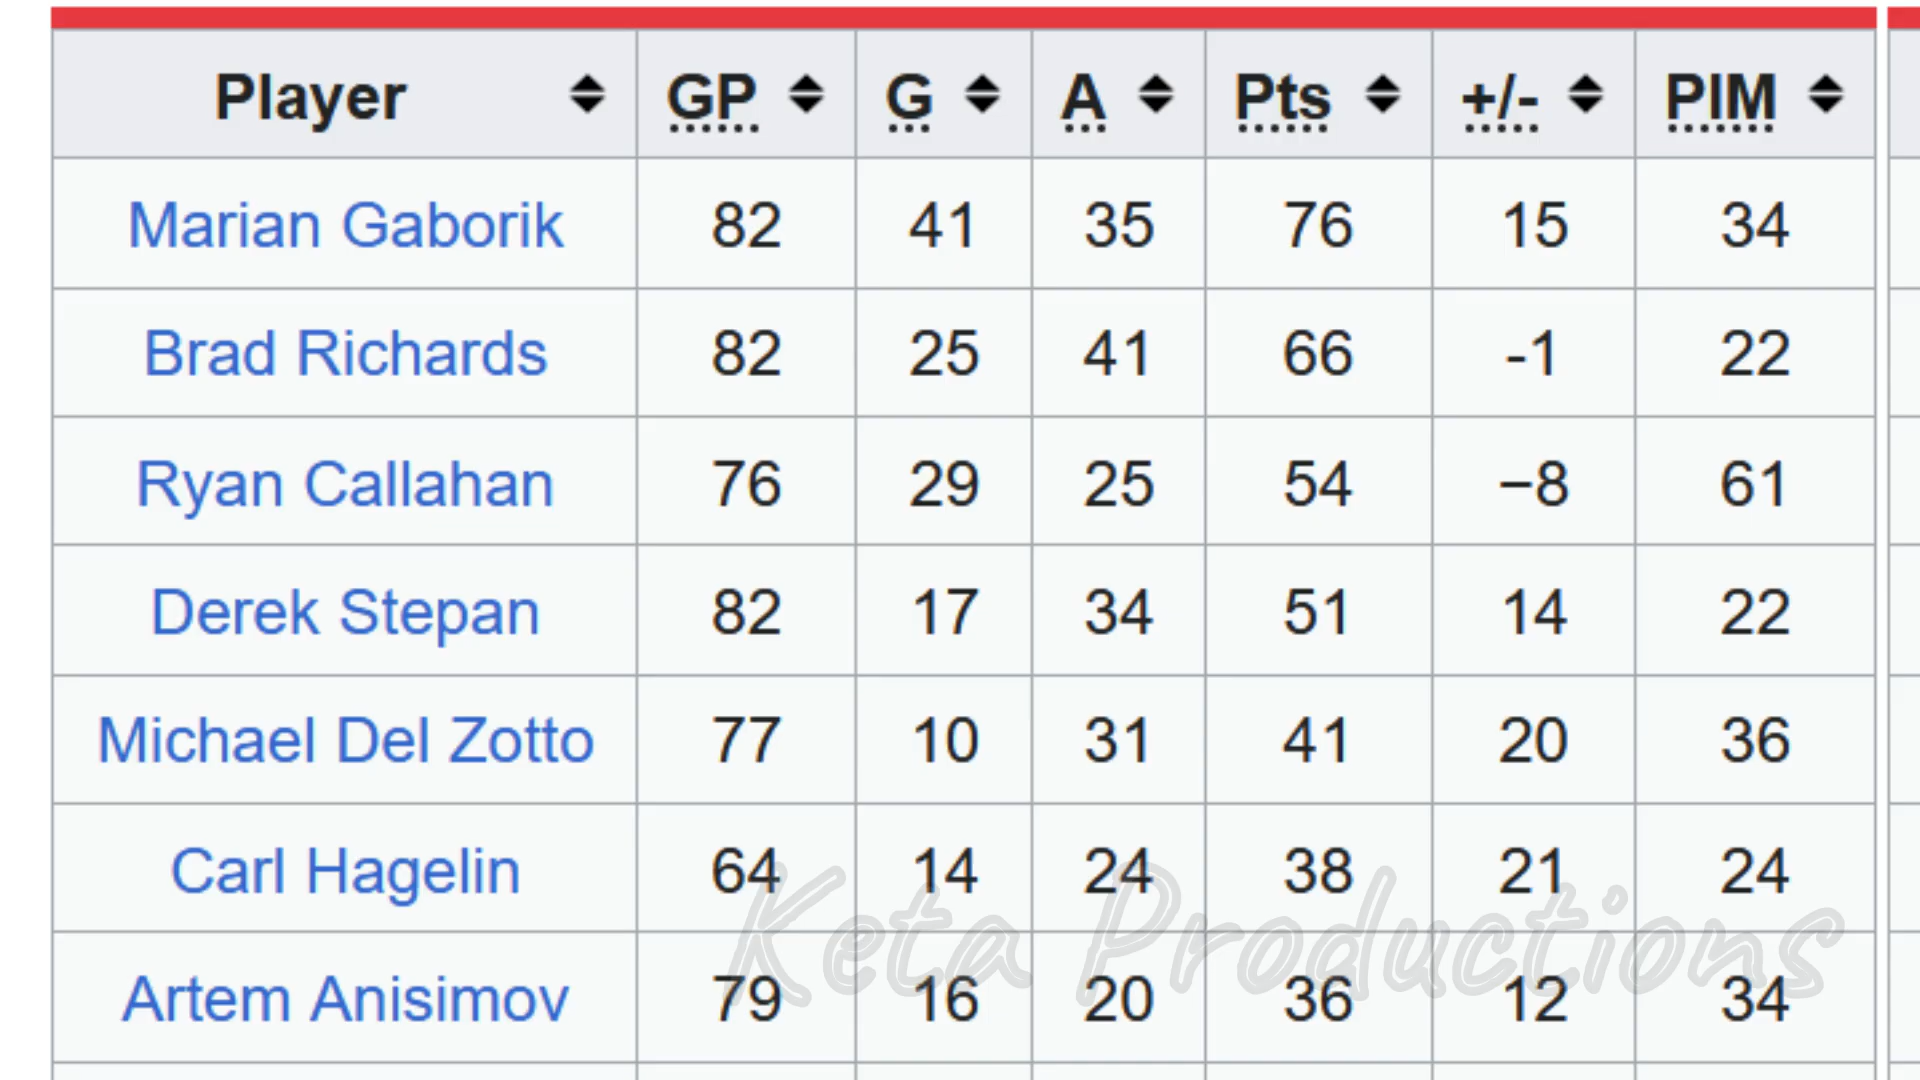 Player GP G A Pts +/- PIM
Marian Gaborik 82 41 35 76 15 34
Brad Richards 82 25 41 66 -1 22
Ryan Callahan 76 29 25 54 −8 61
Derek Stepan 82 17 34 51 14 22
Michael Del Zotto 77 10 31 41 20 36
Carl Hagelin 64 14 24 38 21 24
Keta Productions
Artem Anisimov 79 16 20 36 12 34